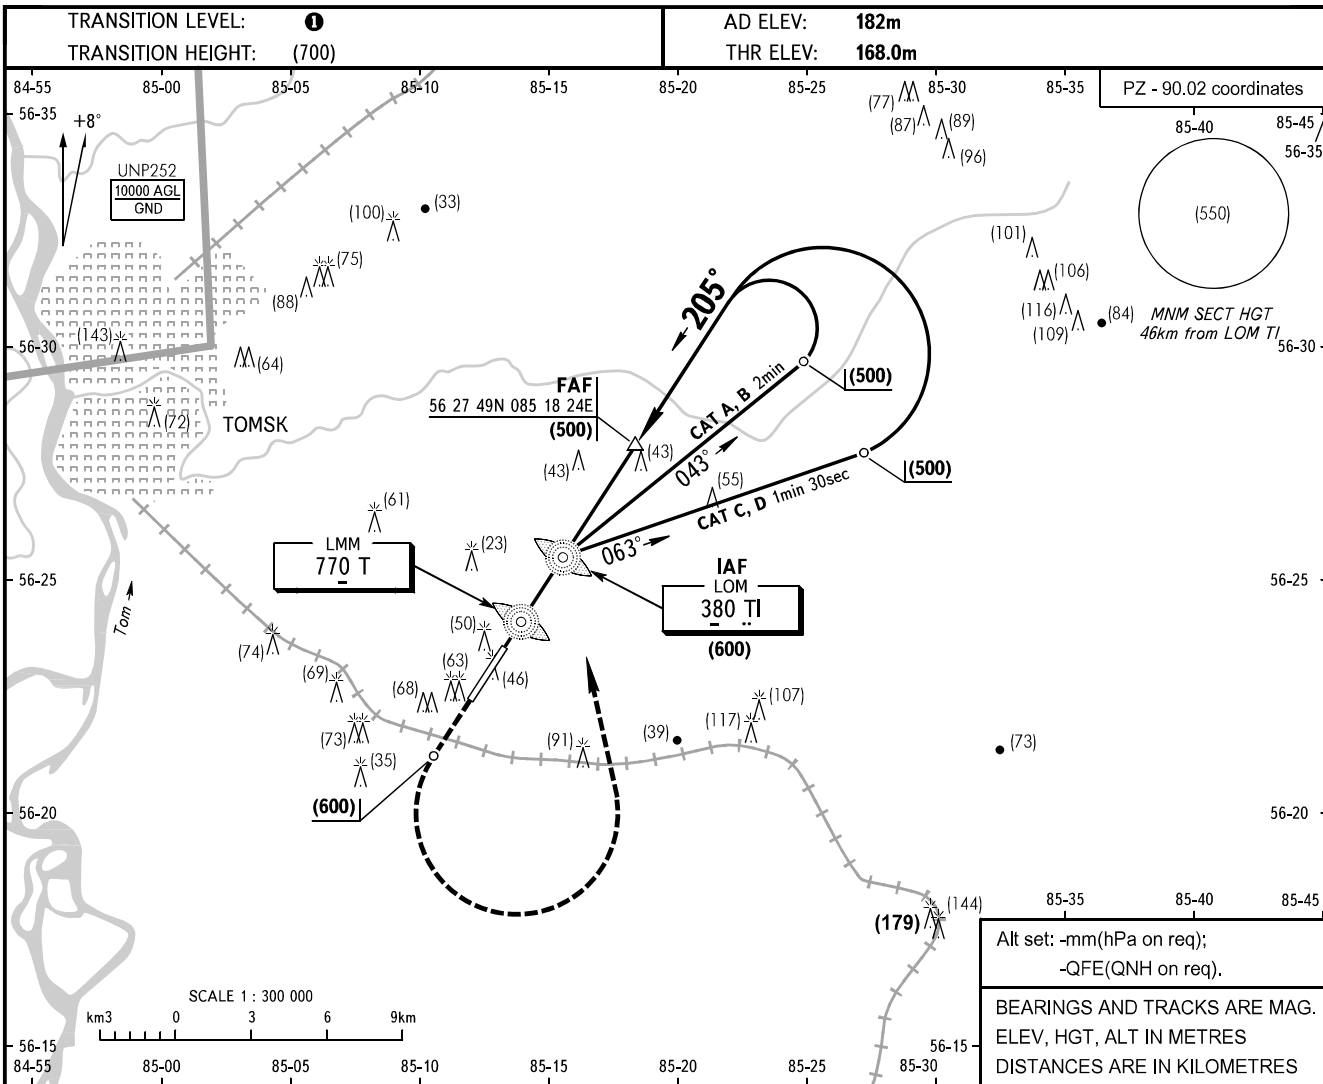 TRANSITION LEVEL: ❶
TRANSITION HEIGHT: (700)
AD ELEV: 182m
THR ELEV: 168.0m
84-55 85-00 85-05 85-10 85-15 85-20 85-25 85-30 85-35
PZ - 90.02 coordinates
56-35
85-40 85-45
56-35
+8°
(77)
(87)
(89)
(96)
UNP252
10000 AGL
GND
(100)
(33)
(550)
(101)
(75)
(88)
(106)
(116)
(109)
(84)
MNM SECT HGT
46km from LOM TI
205°
(143)
56-30
56-30
(64)
FAF
56 27 49N 085 18 24E
(500)
CAT A, B 2min
043°
(500)
(72)
TOMSK
(43)
(43)
(55)
(500)
CAT C, D 1min 30sec
063°
(61)
(23)
LMM
770 T
IAF
LOM
380 TI
(600)
56-25
56-25
Tom
(50)
(74)
(46)
(63)
(69)
(68)
(107)
(117)
(73)
(91)
(39)
(73)
(35)
(600)
56-20
56-20
85-35 85-40 85-45
(144)
(179)
Alt set: -mm(hPa on req);
-QFE(QNH on req).
SCALE 1 : 300 000
km3 0 3 6 9km
BEARINGS AND TRACKS ARE MAG.
ELEV, HGT, ALT IN METRES
DISTANCES ARE IN KILOMETRES
56-15
56-15
84-55 85-00 85-05 85-10 85-15 85-20 85-25 85-30